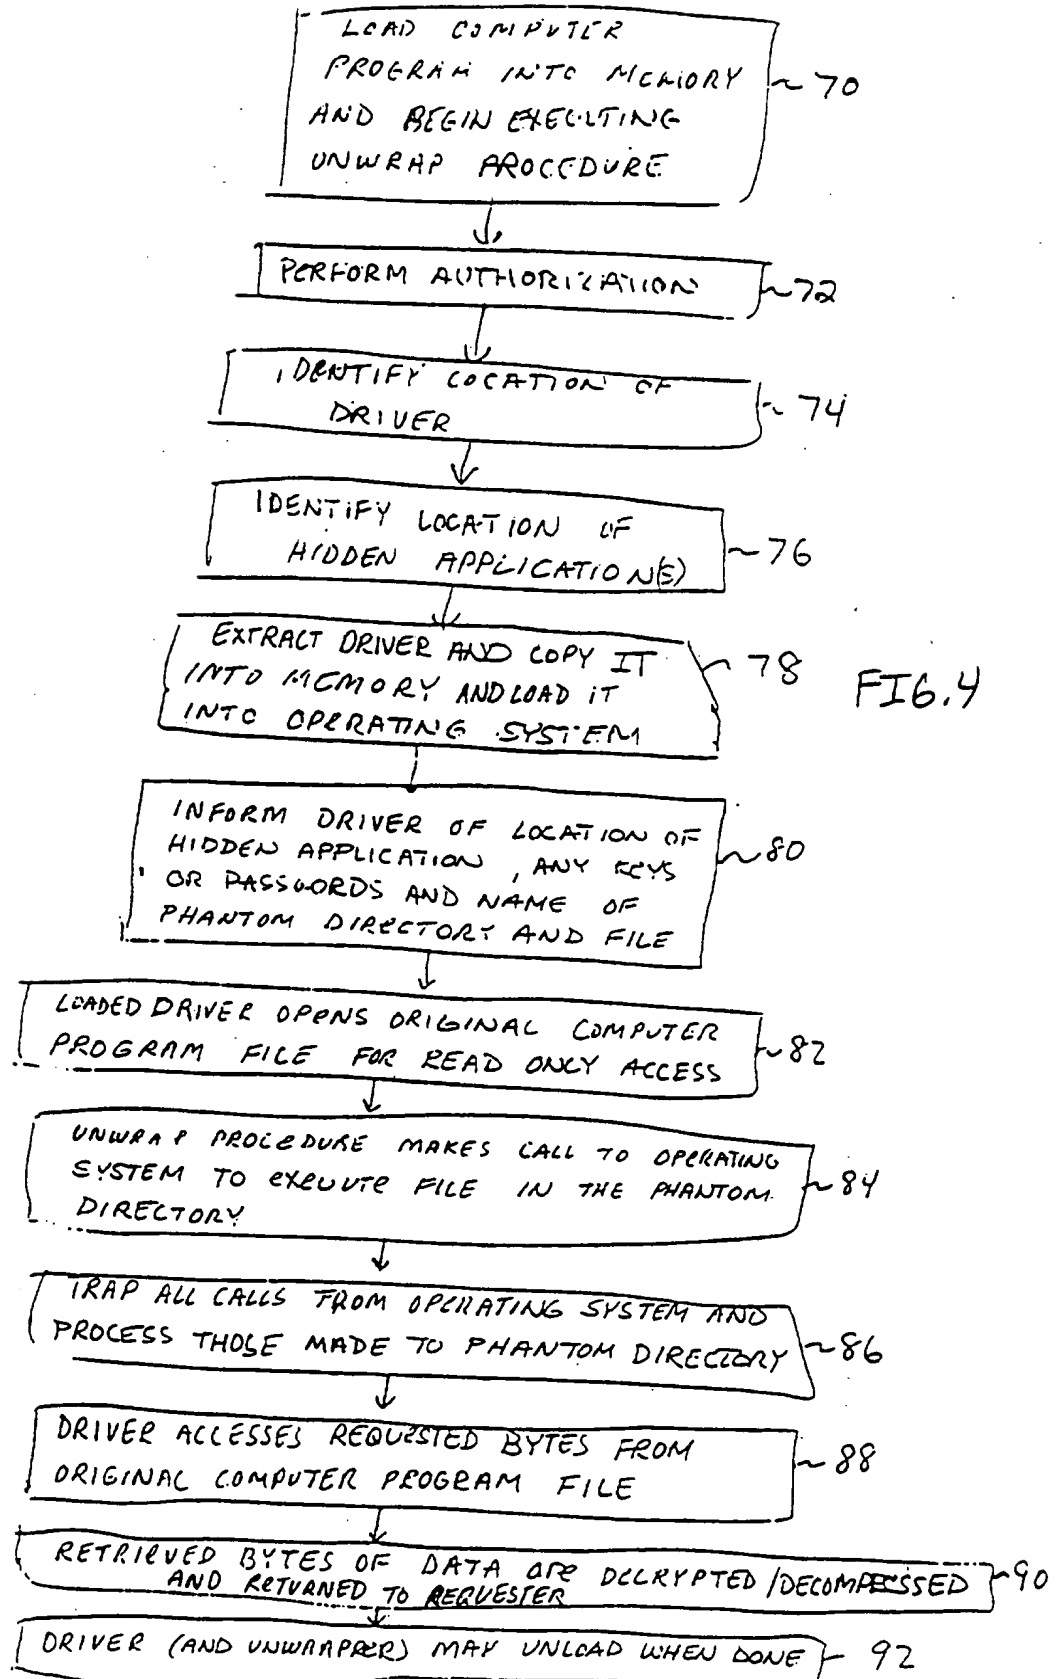 LOAD COMPUTER
PROGRAM INTO MEMORY
AND BEGIN EXECUTING
UNWRAP PROCEDURE
70
PERFORM AUTHORIZATION
72
IDENTIFY LOCATION OF
DRIVER
74
IDENTIFY LOCATION OF
HIDDEN APPLICATION(S)
76
EXTRACT DRIVER AND COPY IT
INTO MEMORY AND LOAD IT
INTO OPERATING SYSTEM
78
FIG.4
INFORM DRIVER OF LOCATION OF
HIDDEN APPLICATION, ANY KEYS
OR PASSWORDS AND NAME OF
PHANTOM DIRECTORY AND FILE
80
LOADED DRIVER OPENS ORIGINAL COMPUTER
PROGRAM FILE FOR READ ONLY ACCESS
82
UNWRAP PROCEDURE MAKES CALL TO OPERATING
SYSTEM TO EXECUTE FILE IN THE PHANTOM
DIRECTORY
84
TRAP ALL CALLS FROM OPERATING SYSTEM AND
PROCESS THOSE MADE TO PHANTOM DIRECTORY
86
DRIVER ACCESSES REQUESTED BYTES FROM
ORIGINAL COMPUTER PROGRAM FILE
88
RETRIEVED BYTES OF DATA ARE DECRYPTED/DECOMPRESSED
AND RETURNED TO REQUESTER
90
DRIVER (AND UNWRAPPER) MAY UNLOAD WHEN DONE
92